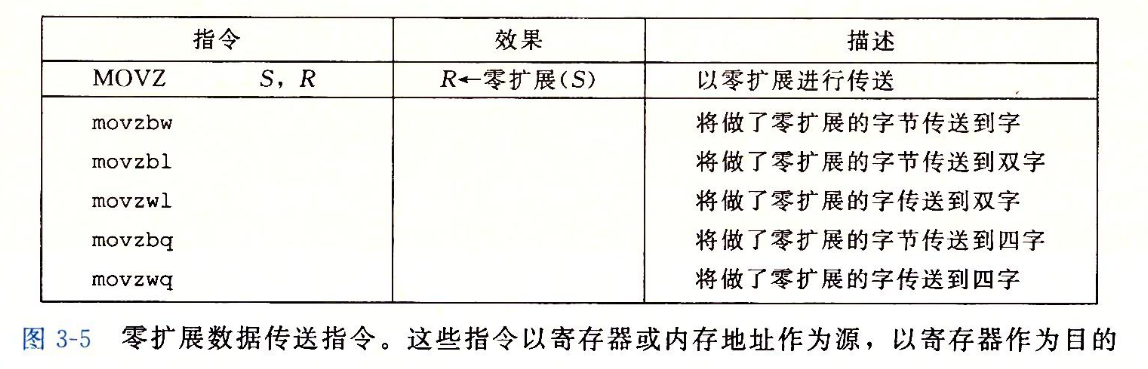 指令 效果 描述
MOVZ S, R R←零扩展(S) 以零扩展进行传送
movzbw 将做了零扩展的字节传送到字
movzbl 将做了零扩展的字节传送到双字
movzwl 将做了零扩展的字传送到双字
movzbq 将做了零扩展的字节传送到四字
movzwq 将做了零扩展的字传送到四字
图 3-5 零扩展数据传送指令。这些指令以寄存器或内存地址作为源，以寄存器作为目的